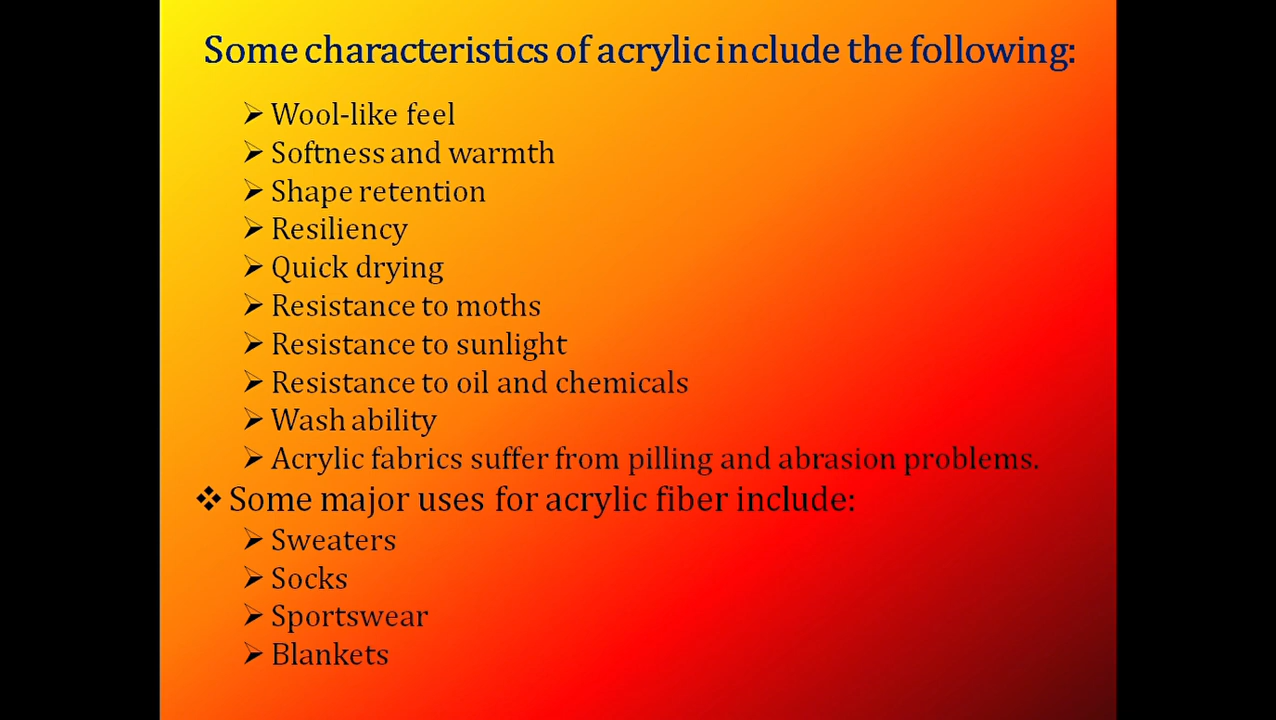 Some characteristics of acrylic include the following:
➢ Wool-like feel
➢ Softness and warmth
➢ Shape retention
➢ Resiliency
➢ Quick drying
➢ Resistance to moths
➢ Resistance to sunlight
➢ Resistance to oil and chemicals
➢ Wash ability
➢ Acrylic fabrics suffer from pilling and abrasion problems.
❖ Some major uses for acrylic fiber include:
➢ Sweaters
➢ Socks
➢ Sportswear
➢ Blankets